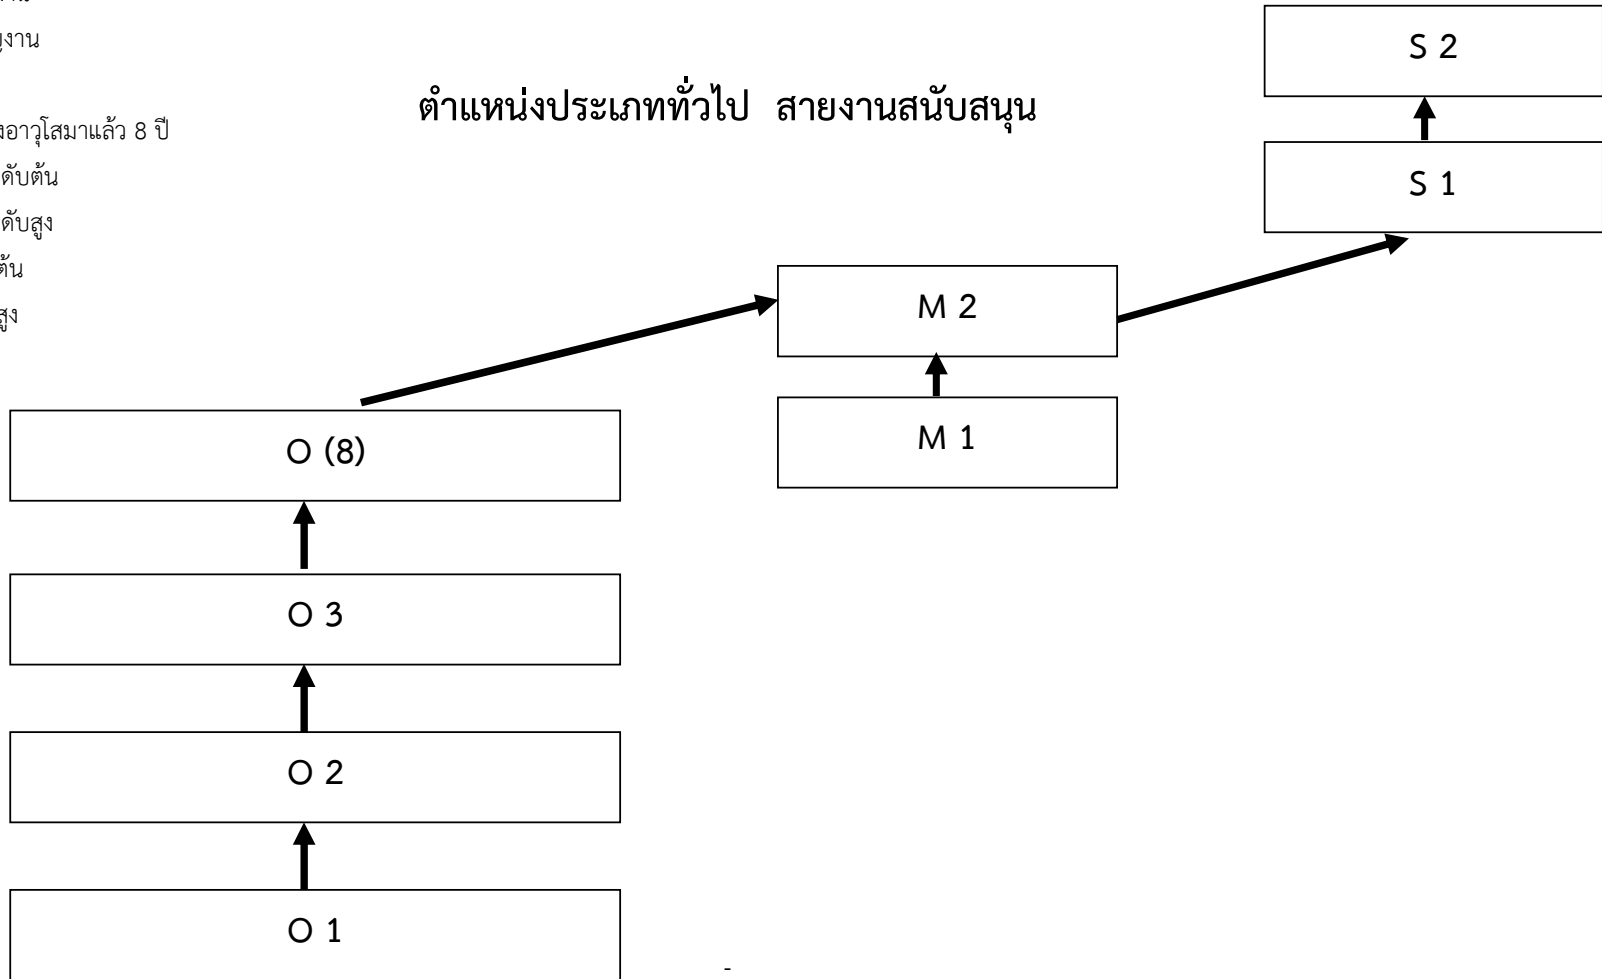 S 2
ตำแหน่งประเภททั่วไป สายงานสนับสนุน
งอาวุโสมาแล้ว 8 ปี
ดับต้น
S 1
ดับสูง
ต้น
M 2
สูง
M 1
O (8)
O 3
O 2
O 1
-